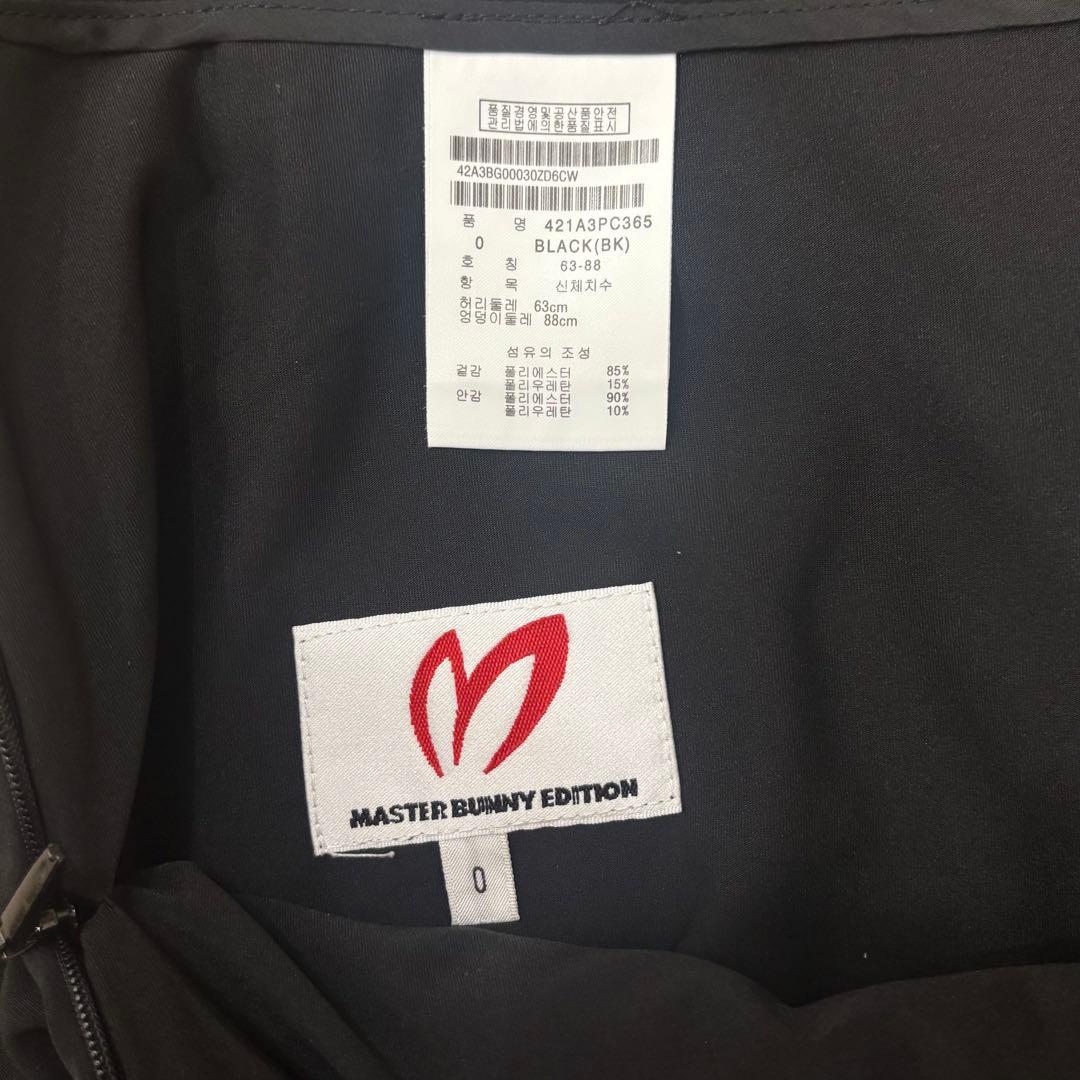 품질경영및공산품안전
관리법에의한품질표시
42A3BG00030ZD6CW
품 명 421A3PC365
0 BLACK(BK)
호 칭 63-88
항 목 신체치수
허리둘레 63cm
엉덩이둘레 88cm
섬유의 조성
겉감 폴리에스터 85%
폴리우레탄 15%
안감 폴리에스터 90%
폴리우레탄 10%
MASTER BUNNY EDITION
0